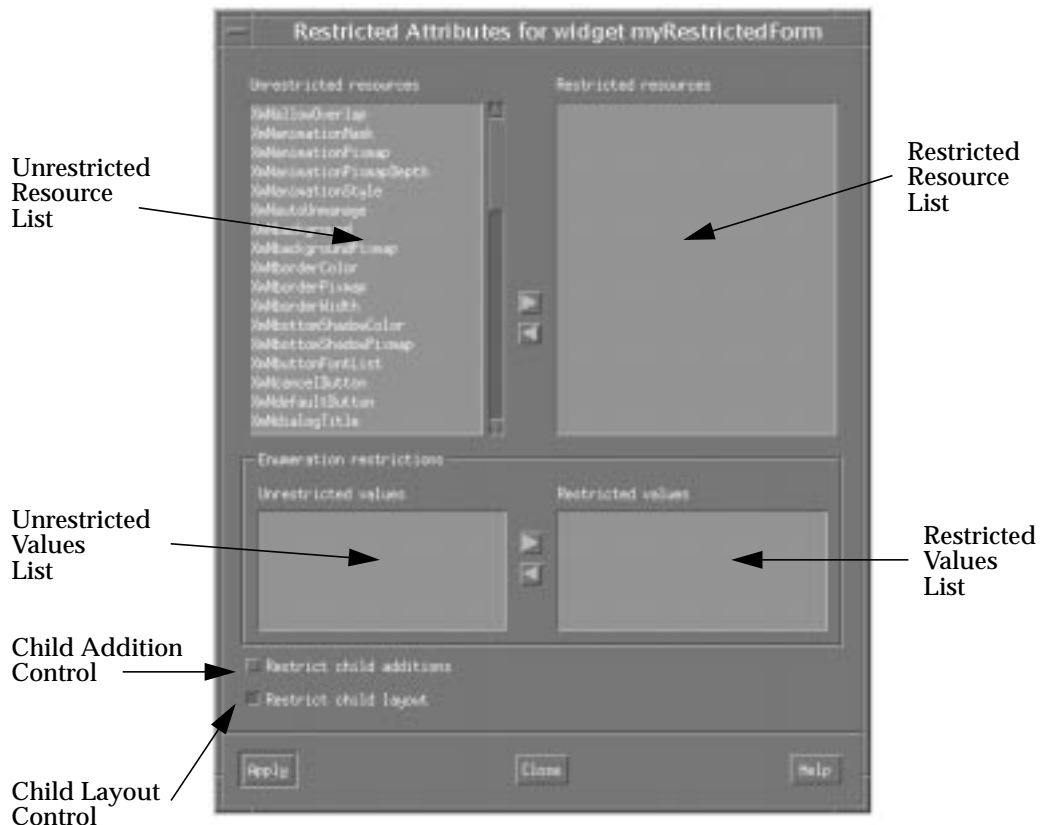 Restricted Attributes for widget myRestrictedForm
Unrestricted resources
Restricted resources
XmNallowOverlap
XmNanimationMask
XmNanimationPixmap
XmNanimationPixmapDepth
XmNanimationStyle
XmNautoUnmanage
XmNbackground
XmNbackgroundPixmap
XmNborderColor
XmNborderPixmap
XmNborderWidth
XmNbottomShadowColor
XmNbottomShadowPixmap
XmNbuttonFontList
XmNcancelButton
XmNdefaultButton
XmNdialogTitle
Unrestricted
Resource
List
Restricted
Resource
List
Enumeration restrictions
Unrestricted values
Restricted values
Unrestricted
Values
List
Restricted
Values
List
Child Addition
Control
Restrict child additions
Restrict child layout
Child Layout
Control
Apply
Close
Help